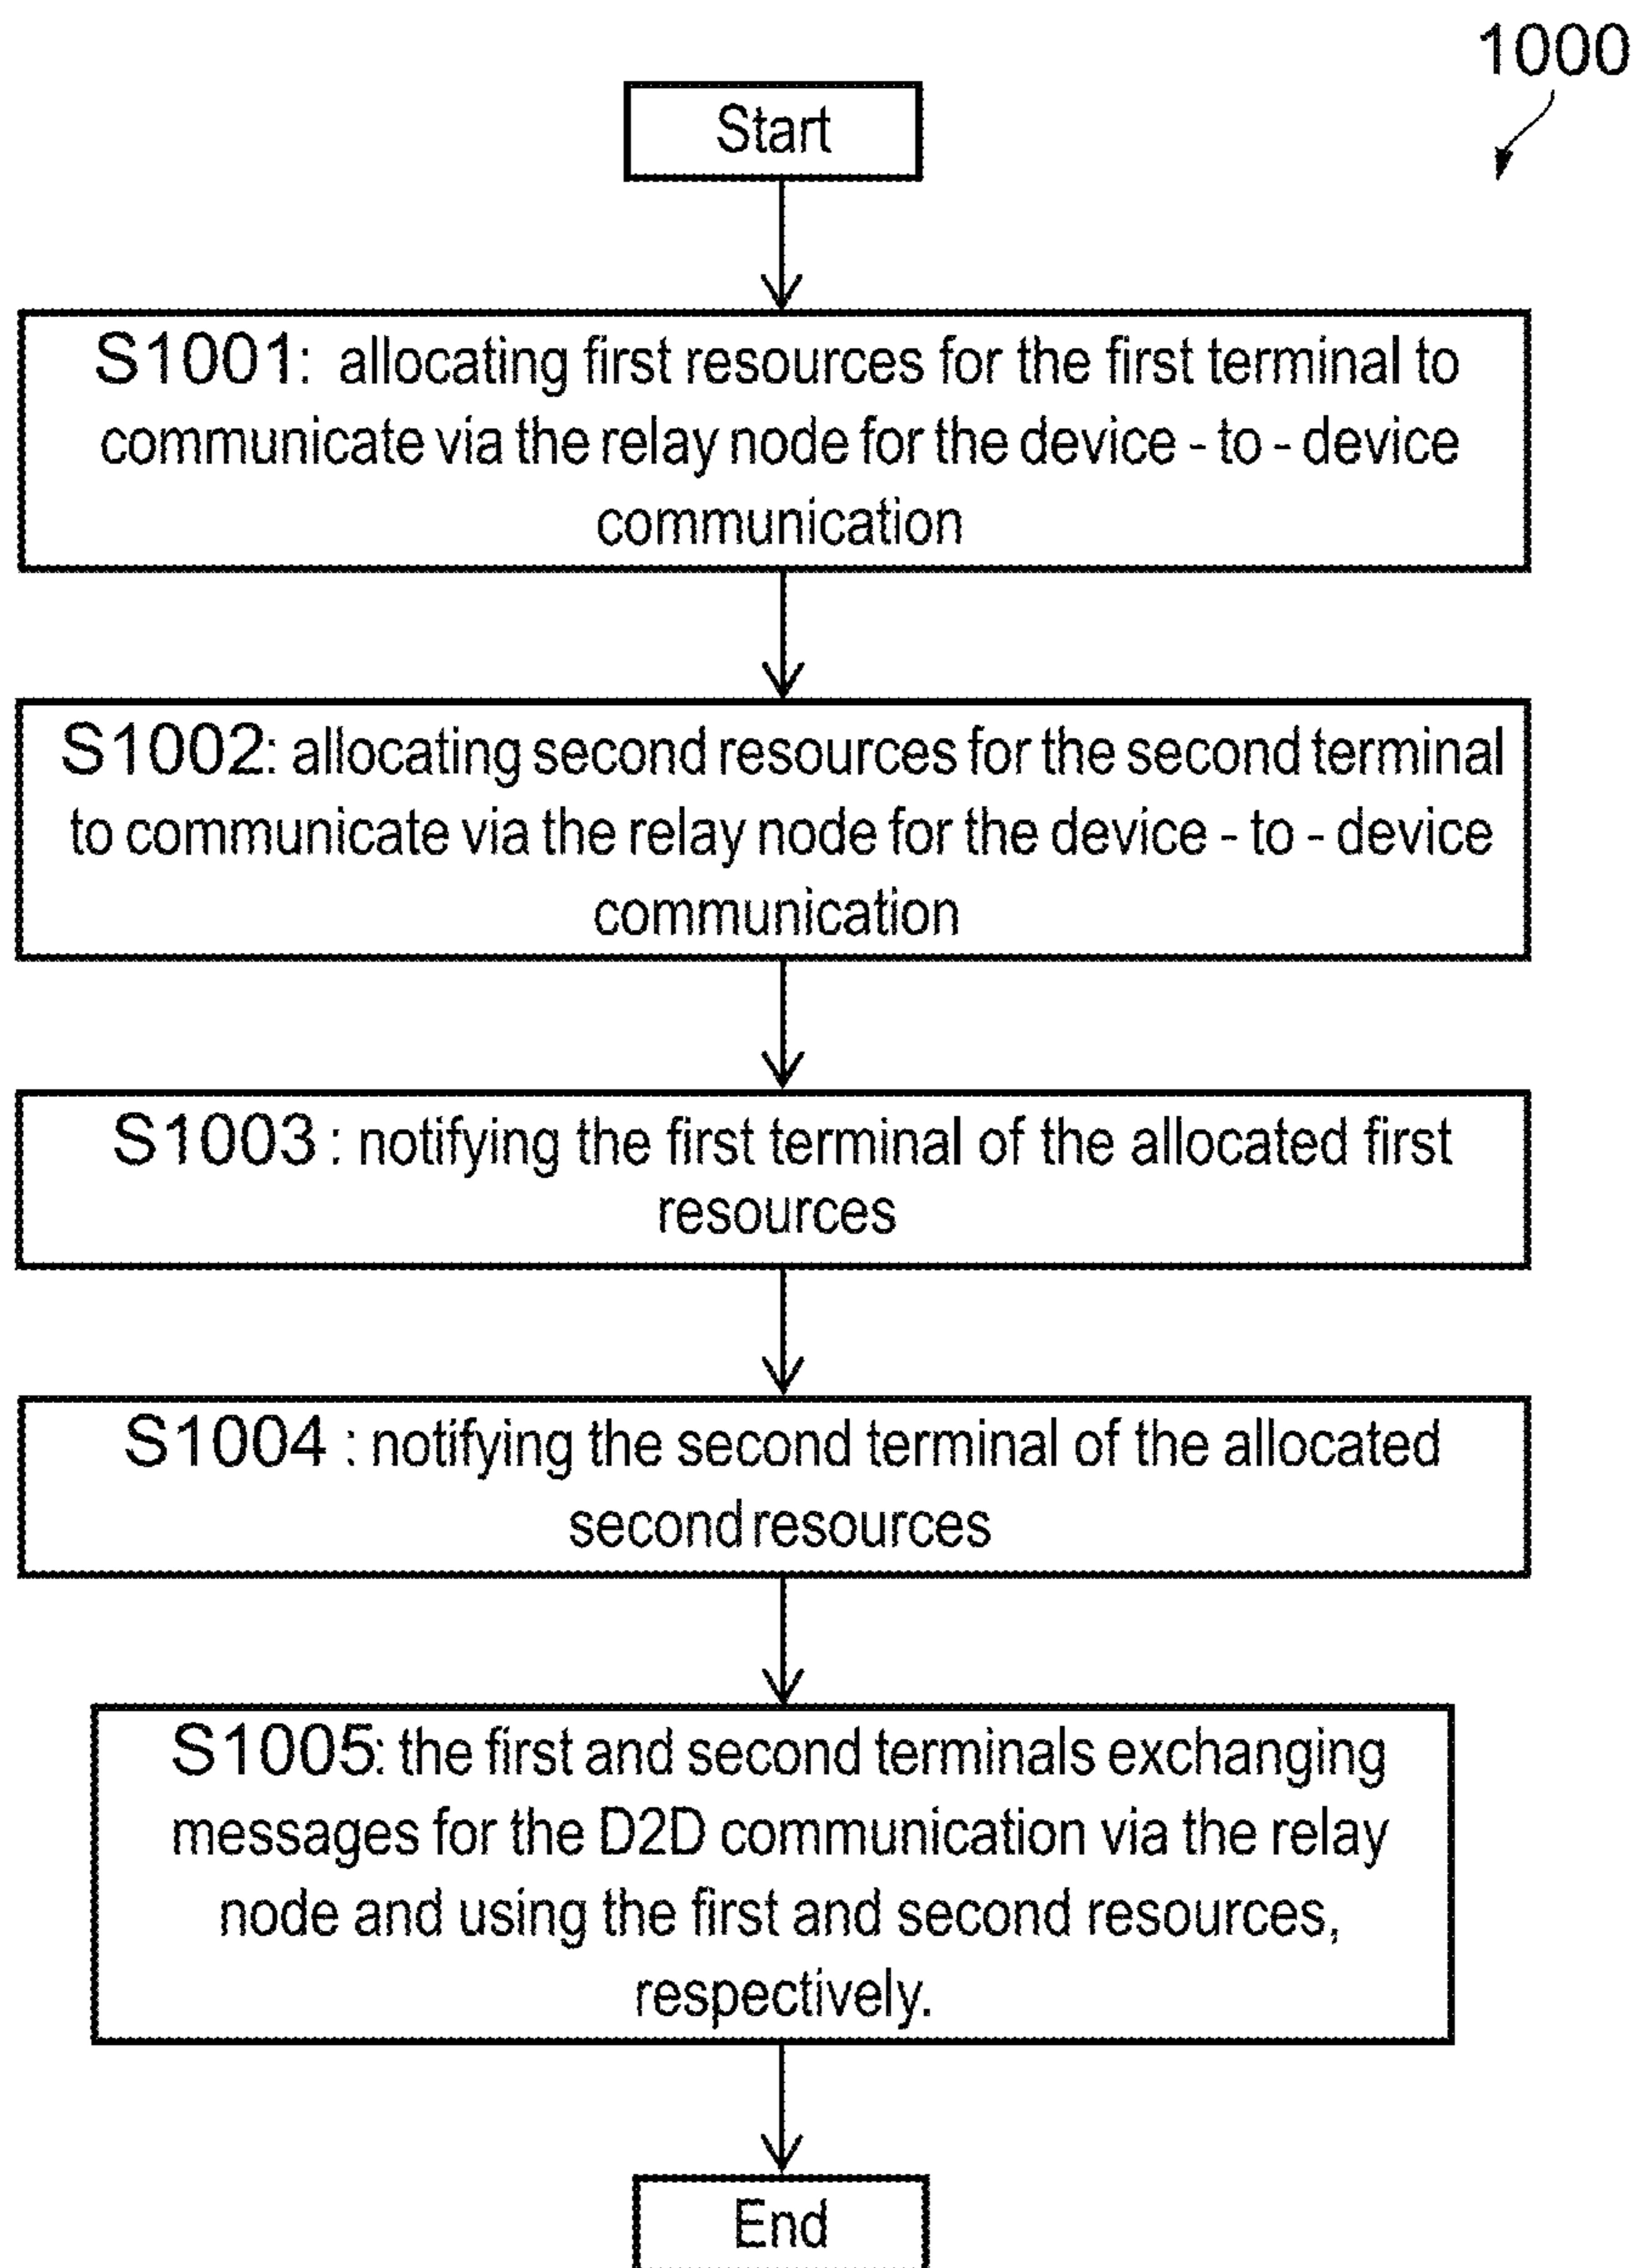 1000
Start
S1001: allocating first resources for the first terminal to
communicate via the relay node for the device - to - device
communication
S1002: allocating second resources for the second terminal
to communicate via the relay node for the device - to - device
communication
S1003 : notifying the first terminal of the allocated first
resources
S1004 : notifying the second terminal of the allocated
second resources
S1005: the first and second terminals exchanging
messages for the D2D communication via the relay
node and using the first and second resources,
respectively.
End